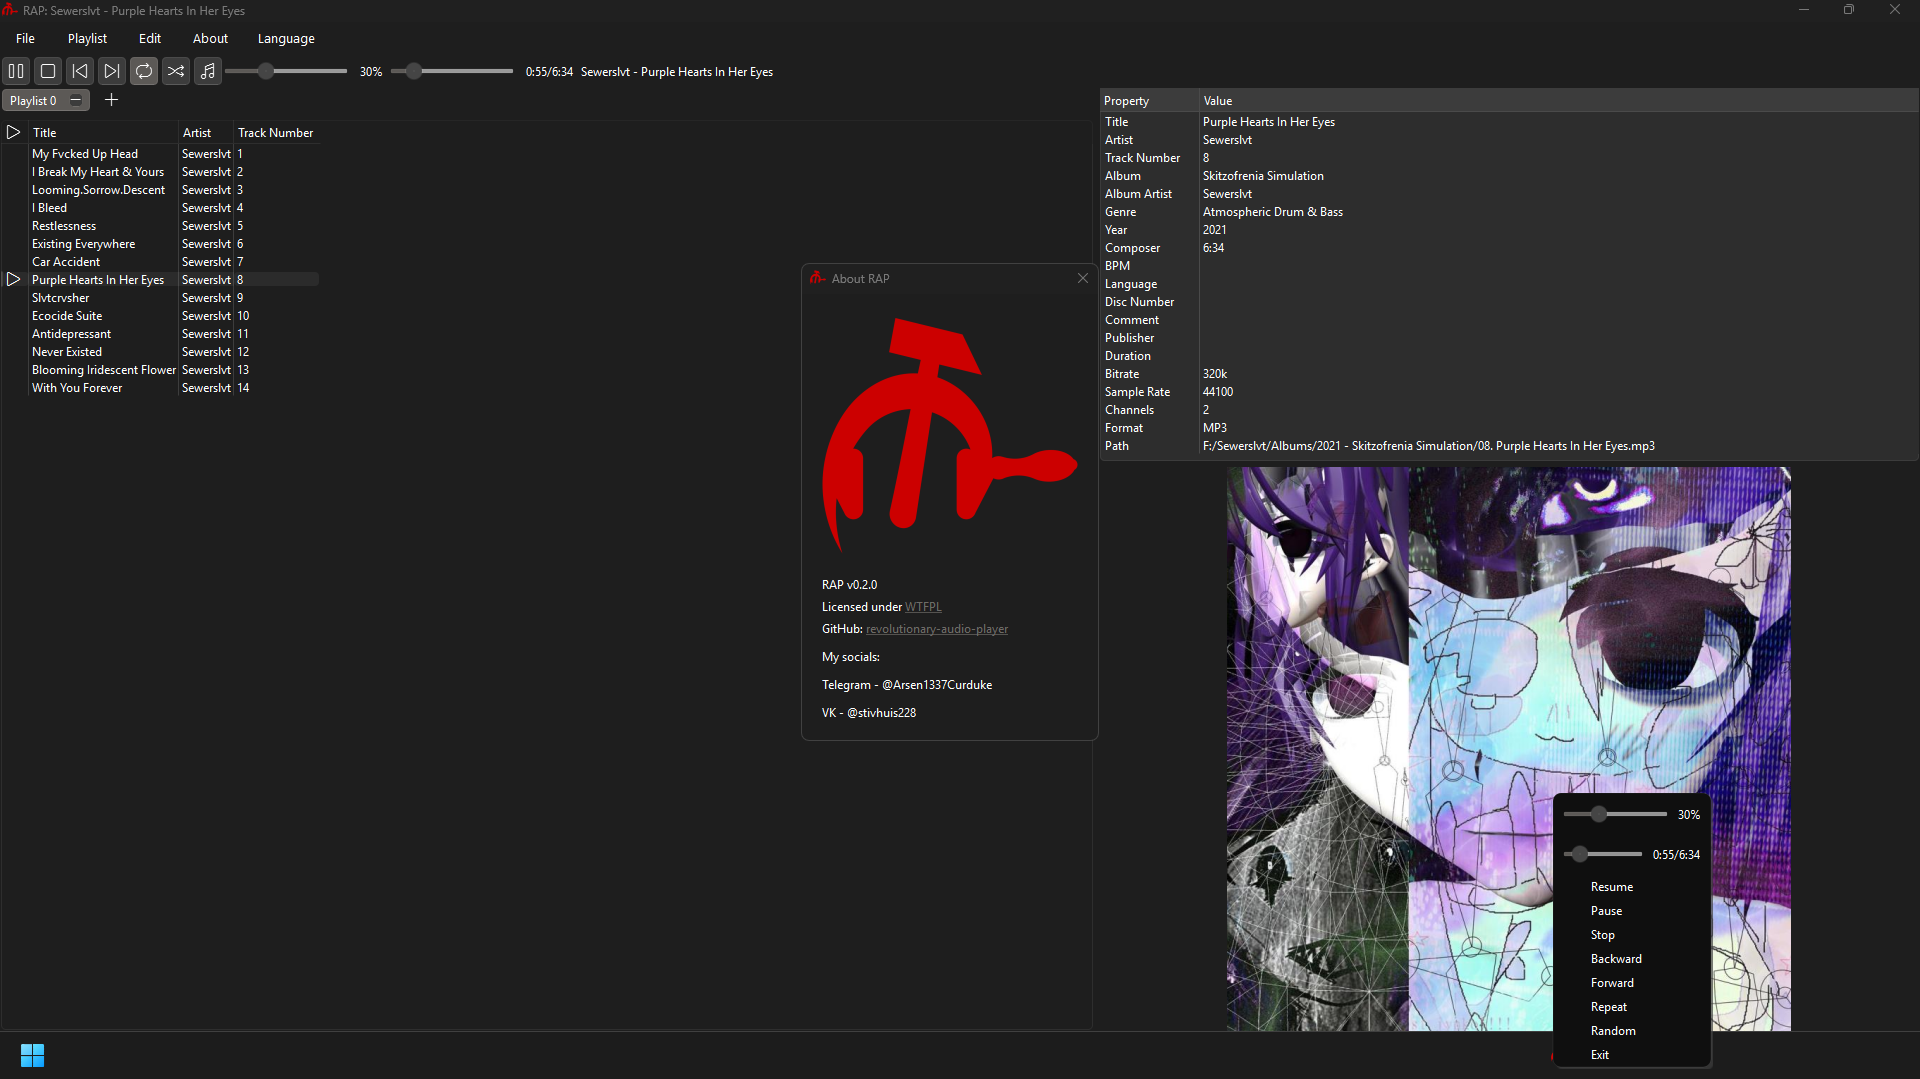 RAP: Sewerslvt - Purple Hearts In Her Eyes
File Playlist Edit About Language
30% 0:55/6:34 Sewerslvt - Purple Hearts In Her Eyes
Playlist 0
Title Artist Track Number
My Fvcked Up Head Sewerslvt 1
I Break My Heart & Yours Sewerslvt 2
Looming.Sorrow.Descent Sewerslvt 3
I Bleed Sewerslvt 4
Restlessness Sewerslvt 5
Existing Everywhere Sewerslvt 6
Car Accident Sewerslvt 7
Purple Hearts In Her Eyes Sewerslvt 8
Slvtcrvsher Sewerslvt 9
Ecocide Suite Sewerslvt 10
Antidepressant Sewerslvt 11
Never Existed Sewerslvt 12
Blooming Iridescent Flower Sewerslvt 13
With You Forever Sewerslvt 14
About RAP
RAP v0.2.0
Licensed under WTFPL
GitHub: revolutionary-audio-player
My socials:
Telegram - @Arsen1337Curduke
VK - @stivhuis228
Property Value
Title Purple Hearts In Her Eyes
Artist Sewerslvt
Track Number 8
Album Skitzofrenia Simulation
Album Artist Sewerslvt
Genre Atmospheric Drum & Bass
Year 2021
Composer 6:34
BPM
Language
Disc Number
Comment
Publisher
Duration
Bitrate 320k
Sample Rate 44100
Channels 2
Format MP3
Path F:/Sewerslvt/Albums/2021 - Skitzofrenia Simulation/08. Purple Hearts In Her Eyes.mp3
30%
0:55/6:34
Resume
Pause
Stop
Backward
Forward
Repeat
Random
Exit